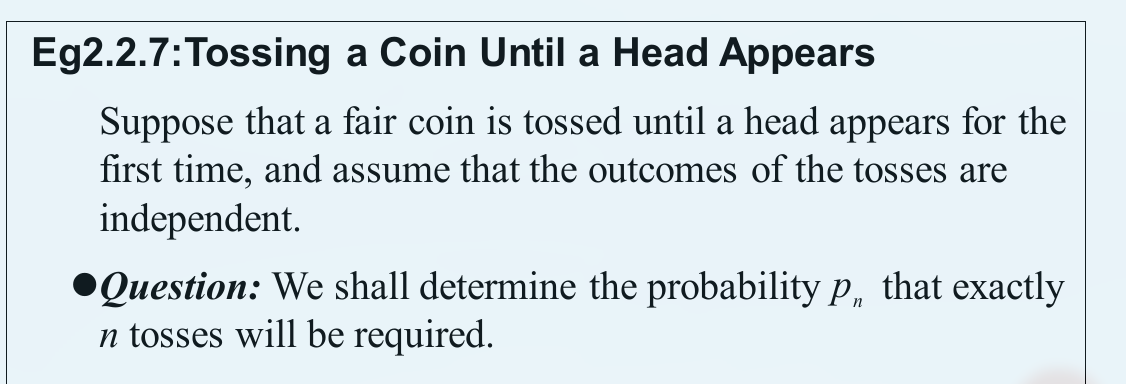 Eg2.2.7:Tossing a Coin Until a Head Appears
Suppose that a fair coin is tossed until a head appears for the
first time, and assume that the outcomes of the tosses are
independent.
●Question: We shall determine the probability pₙ that exactly
n tosses will be required.